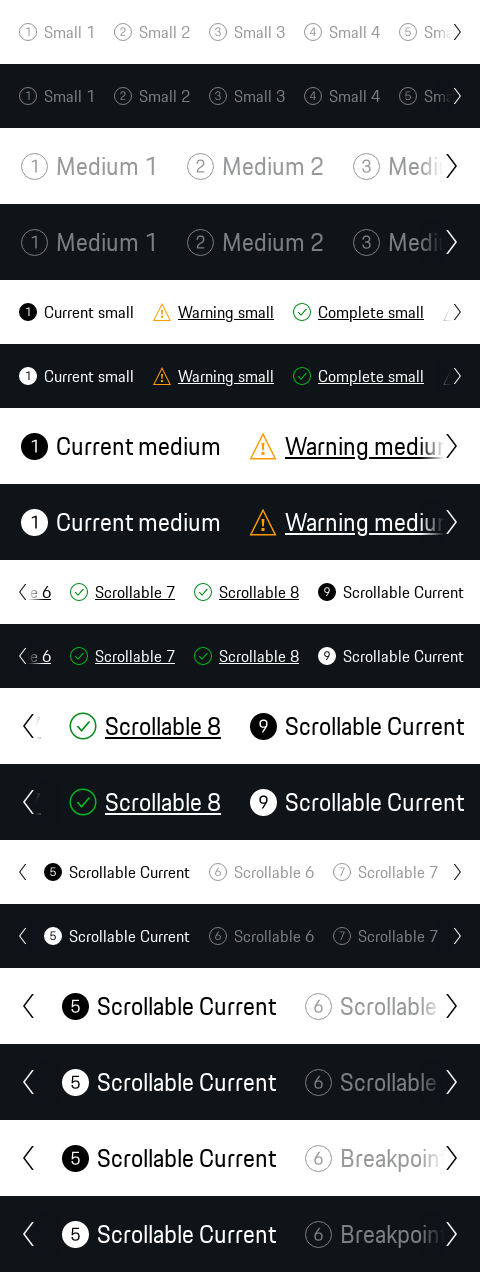 1 Small 1 2 Small 2 3 Small 3 4 Small 4 5 Sma
1 Small 1 2 Small 2 3 Small 3 4 Small 4 5 Sma
1 Medium 1 2 Medium 2 3 Medi
1 Medium 1 2 Medium 2 3 Medi
1 Current small Warning small Complete small
1 Current small Warning small Complete small
1 Current medium Warning mediur
1 Current medium Warning mediur
e 6 Scrollable 7 Scrollable 8 9 Scrollable Current
e 6 Scrollable 7 Scrollable 8 9 Scrollable Current
Scrollable 8 9 Scrollable Current
Scrollable 8 9 Scrollable Current
5 Scrollable Current 6 Scrollable 6 7 Scrollable 7
5 Scrollable Current 6 Scrollable 6 7 Scrollable 7
5 Scrollable Current 6 Scrollable
5 Scrollable Current 6 Scrollable
5 Scrollable Current 6 Breakpoint
5 Scrollable Current 6 Breakpoint